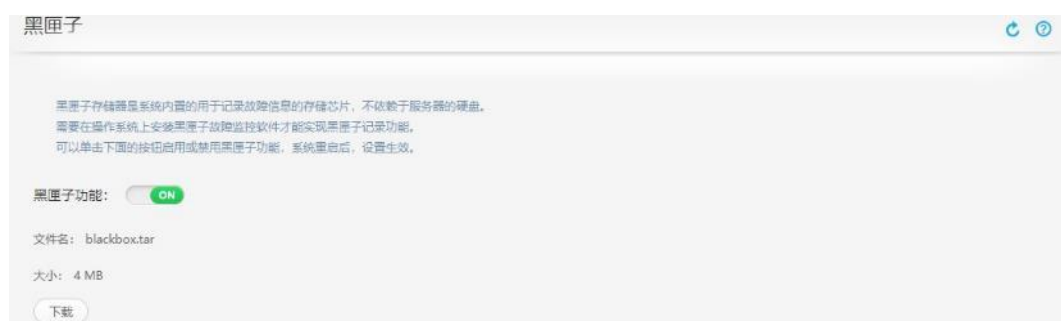 黑匣子
黑匣子存储器是系统内置的用于记录故障信息的存储芯片，不依赖于服务器的硬盘。
需要在操作系统上安装黑匣子故障监控软件才能实现黑匣子记录功能。
可以单击下面的按钮启用或禁用黑匣子功能，系统重启后，设置生效。
黑匣子功能： ON
文件名： blackbox.tar
大小： 4 MB
下载